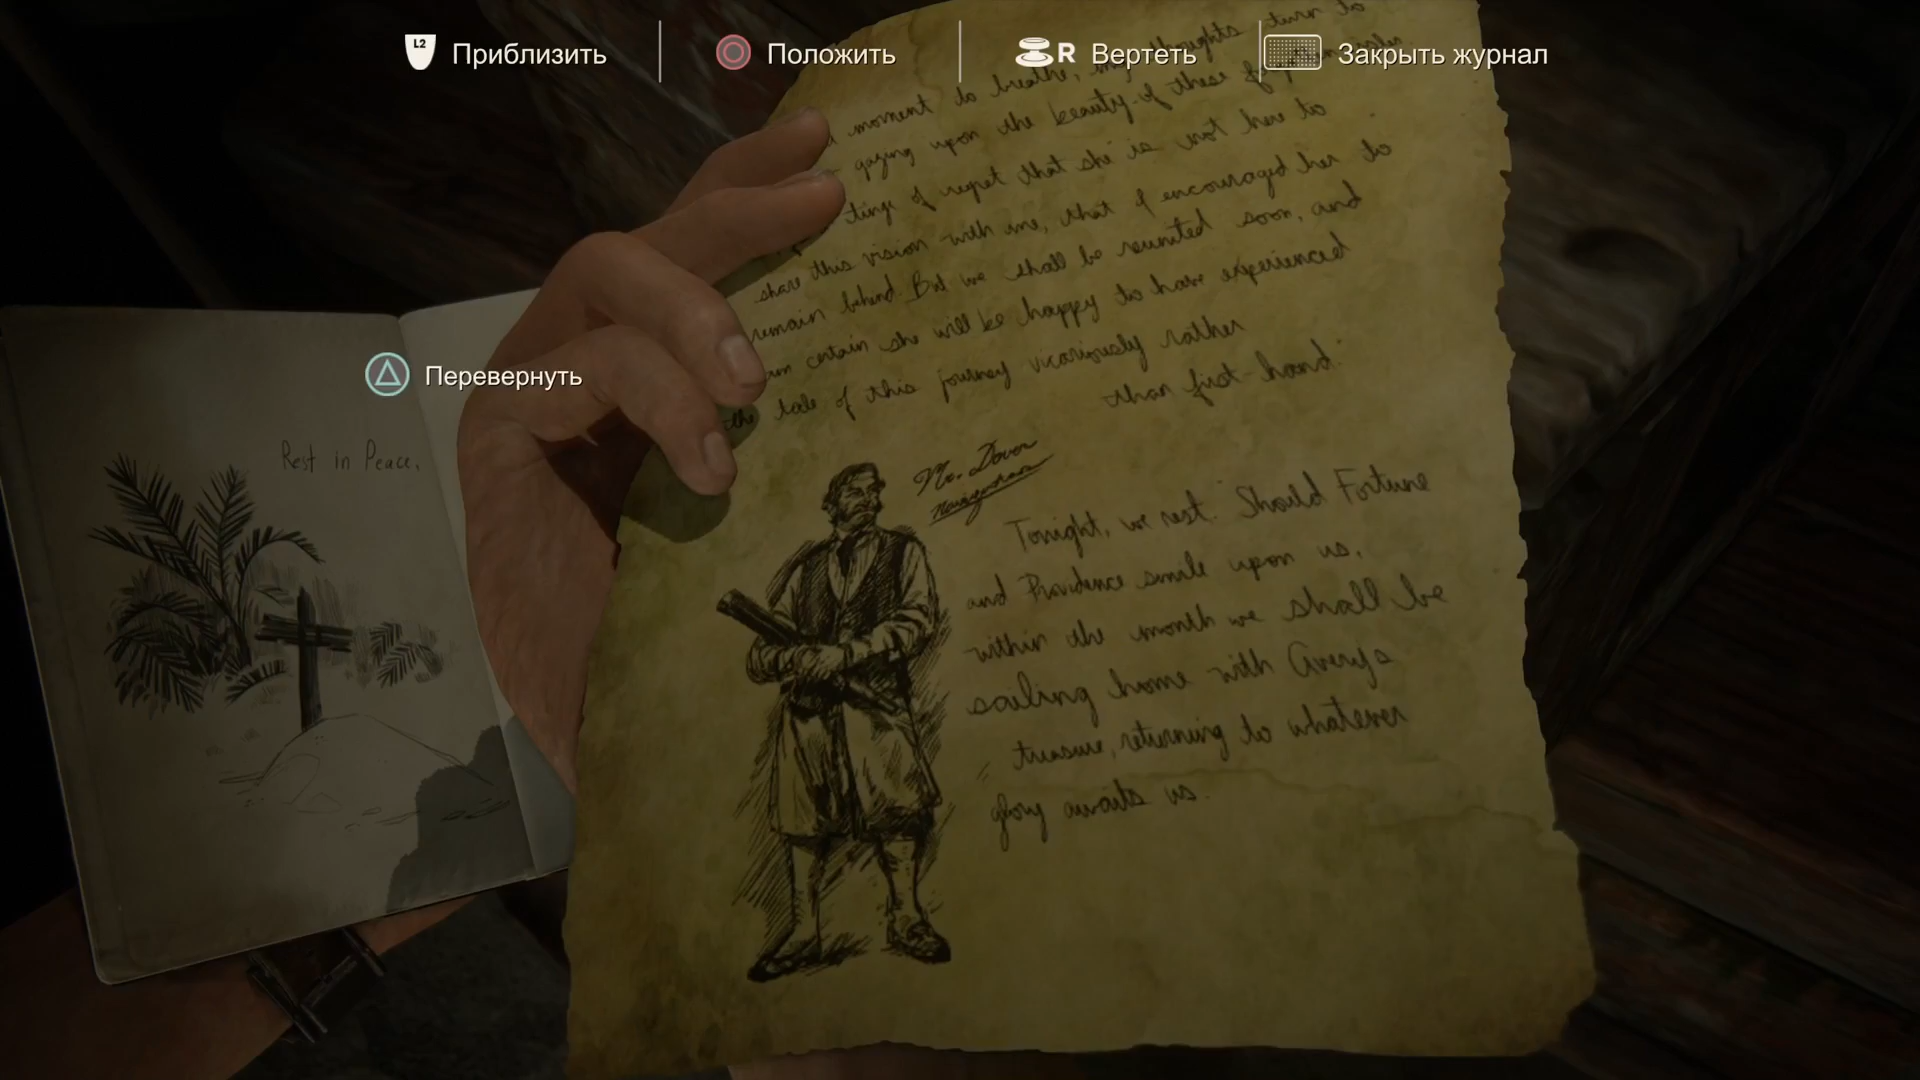 L2 Приблизить
Положить
R Вертеть
Закрыть журнал
Перевернуть
Rest in Peace.
turn to
moment to breathe, thoughts
gazing upon the beauty of these
of regret that she is not here to
share this vision with me, that I encouraged her to
remain behind. But we shall be reunited soon, and
am certain she will be happy to have experienced
the tale of this journey vicariously rather
than first-hand.
Mr. Dover
Tonight, we rest. Should Fortune
and Providence smile upon us,
within the month we shall be
sailing home with Avery's
treasure, returning to whatever
glory awaits us.